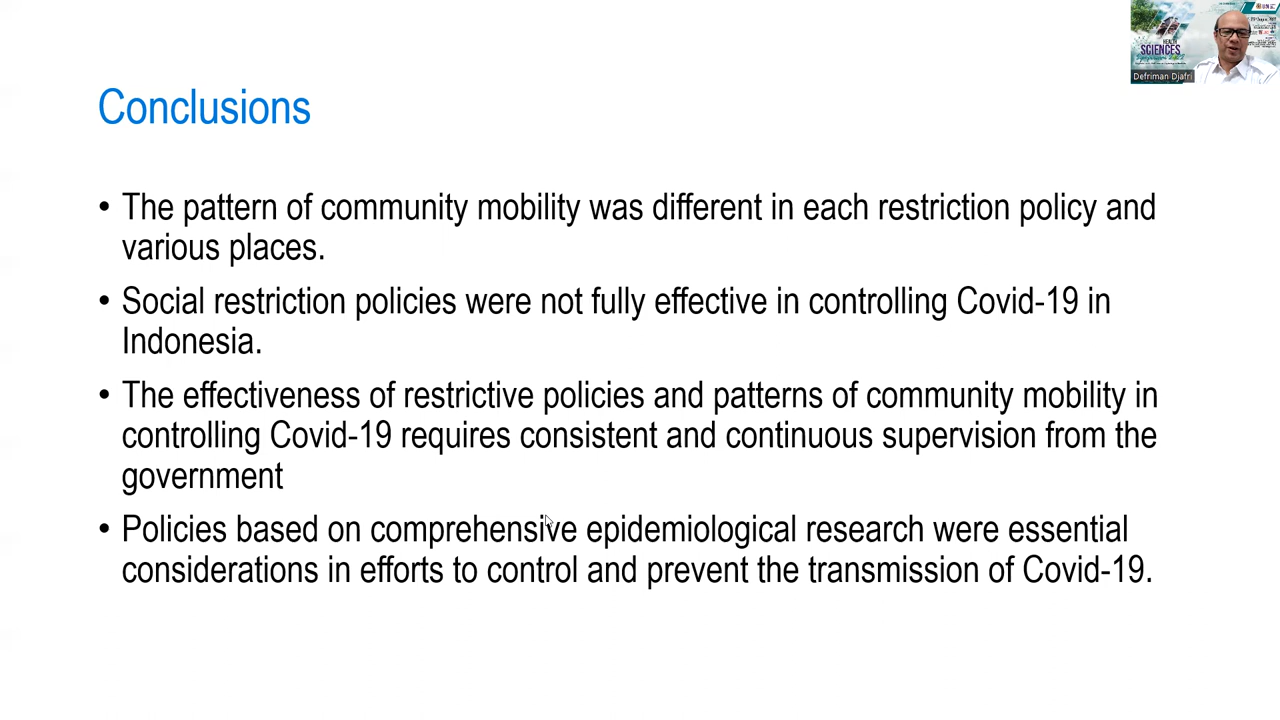 HEALTH
SCIENCES
Symposium 2022
Defriman Djafri
Conclusions
• The pattern of community mobility was different in each restriction policy and
various places.
• Social restriction policies were not fully effective in controlling Covid-19 in
Indonesia.
• The effectiveness of restrictive policies and patterns of community mobility in
controlling Covid-19 requires consistent and continuous supervision from the
government
• Policies based on comprehensive epidemiological research were essential
considerations in efforts to control and prevent the transmission of Covid-19.